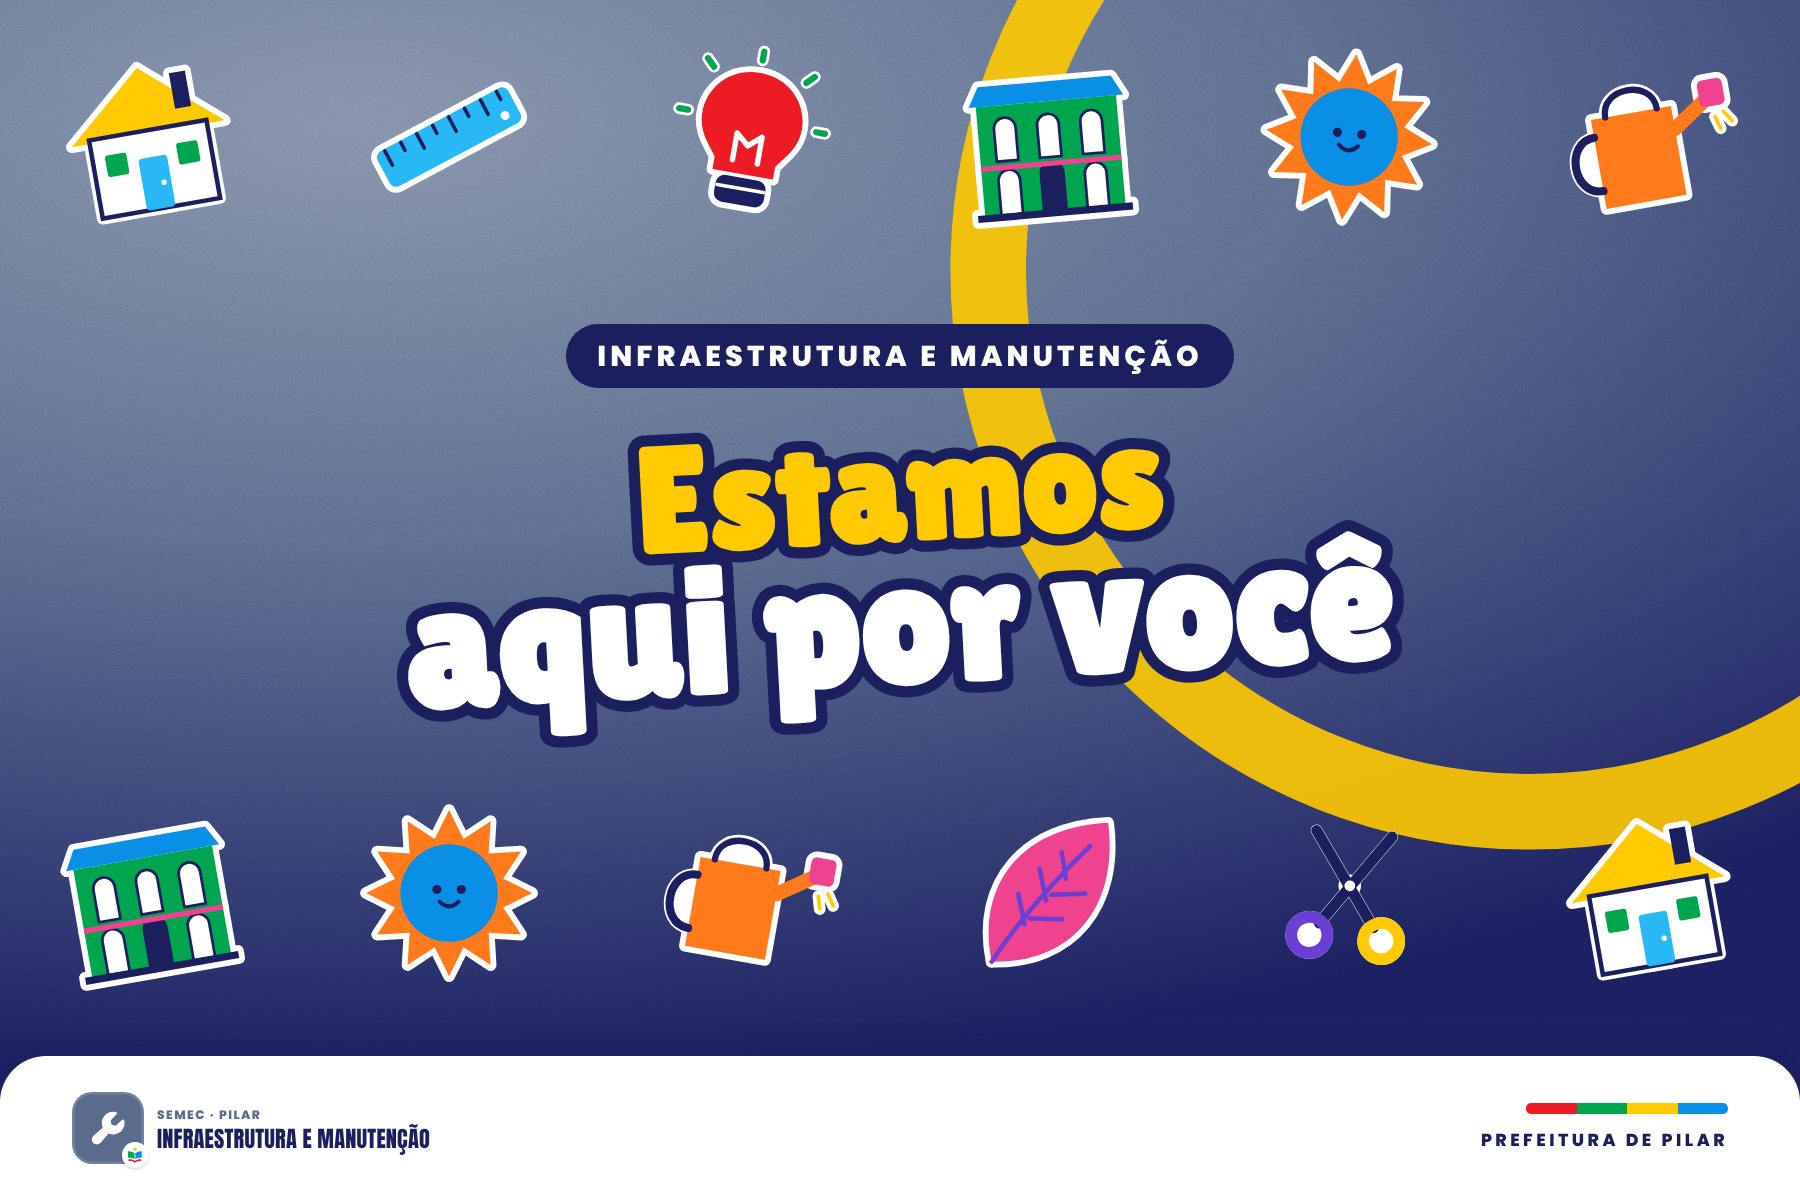 M
INFRAESTRUTURA E MANUTENÇÃO
Estamos
aqui por você
SEMEC · PILAR
INFRAESTRUTURA E MANUTENÇÃO
PREFEITURA DE PILAR